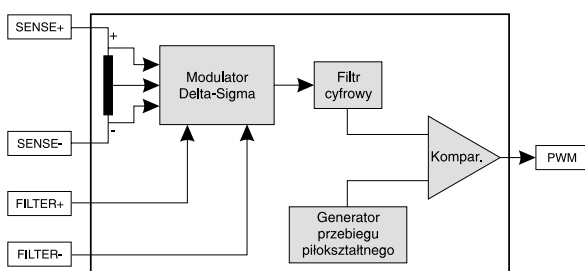 SENSE+
+
Modulator
Delta-Sigma
Filtr
cyfrowy
-
SENSE-
Kompar.
PWM
FILTER+
Generator
przebiegu
piłokształtnego
FILTER-